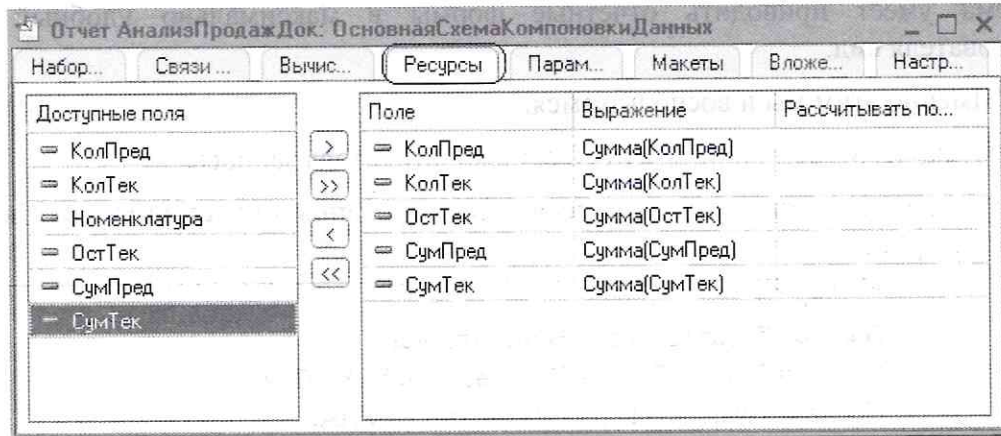 Отчет АнализПродажДок: ОсновнаяСхемаКомпоновкиДанных
Набор... Связи ... Вычис... Ресурсы Парам... Макеты Вложе... Настр...
Доступные поля
КолПред
КолТек
Номенклатура
ОстТек
СумПред
СумТек
>
>>
<
<<
Поле Выражение Рассчитывать по...
КолПред Сумма(КолПред)
КолТек Сумма(КолТек)
ОстТек Сумма(ОстТек)
СумПред Сумма(СумПред)
СумТек Сумма(СумТек)